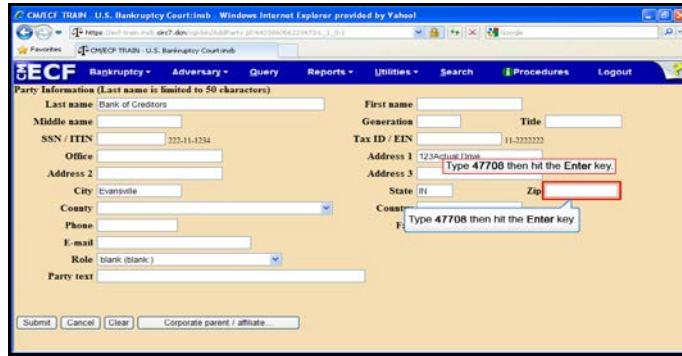 CM/ECF TRAIN - U.S. Bankruptcy Court:insb - Windows Internet Explorer provided by Yahoo!
Google
Favorites CM/ECF TRAIN - U.S. Bankruptcy Court:insb
ECF Bankruptcy Adversary Query Reports Utilities Search Procedures Logout ?
Party Information (Last name is limited to 50 characters)
Last name Bank of Creditors First name
Middle name Generation Title
SSN / ITIN 222-11-1234 Tax ID / EIN 11-2222222
Office Address 1 123Actual Drive
Type 47708 then hit the Enter key.
Address 2 Address 3
City Evansville State IN Zip
County Country
Type 47708 then hit the Enter key
Phone
E-mail
Role blank (blank:)
Party text
Submit Cancel Clear Corporate parent / affiliate...